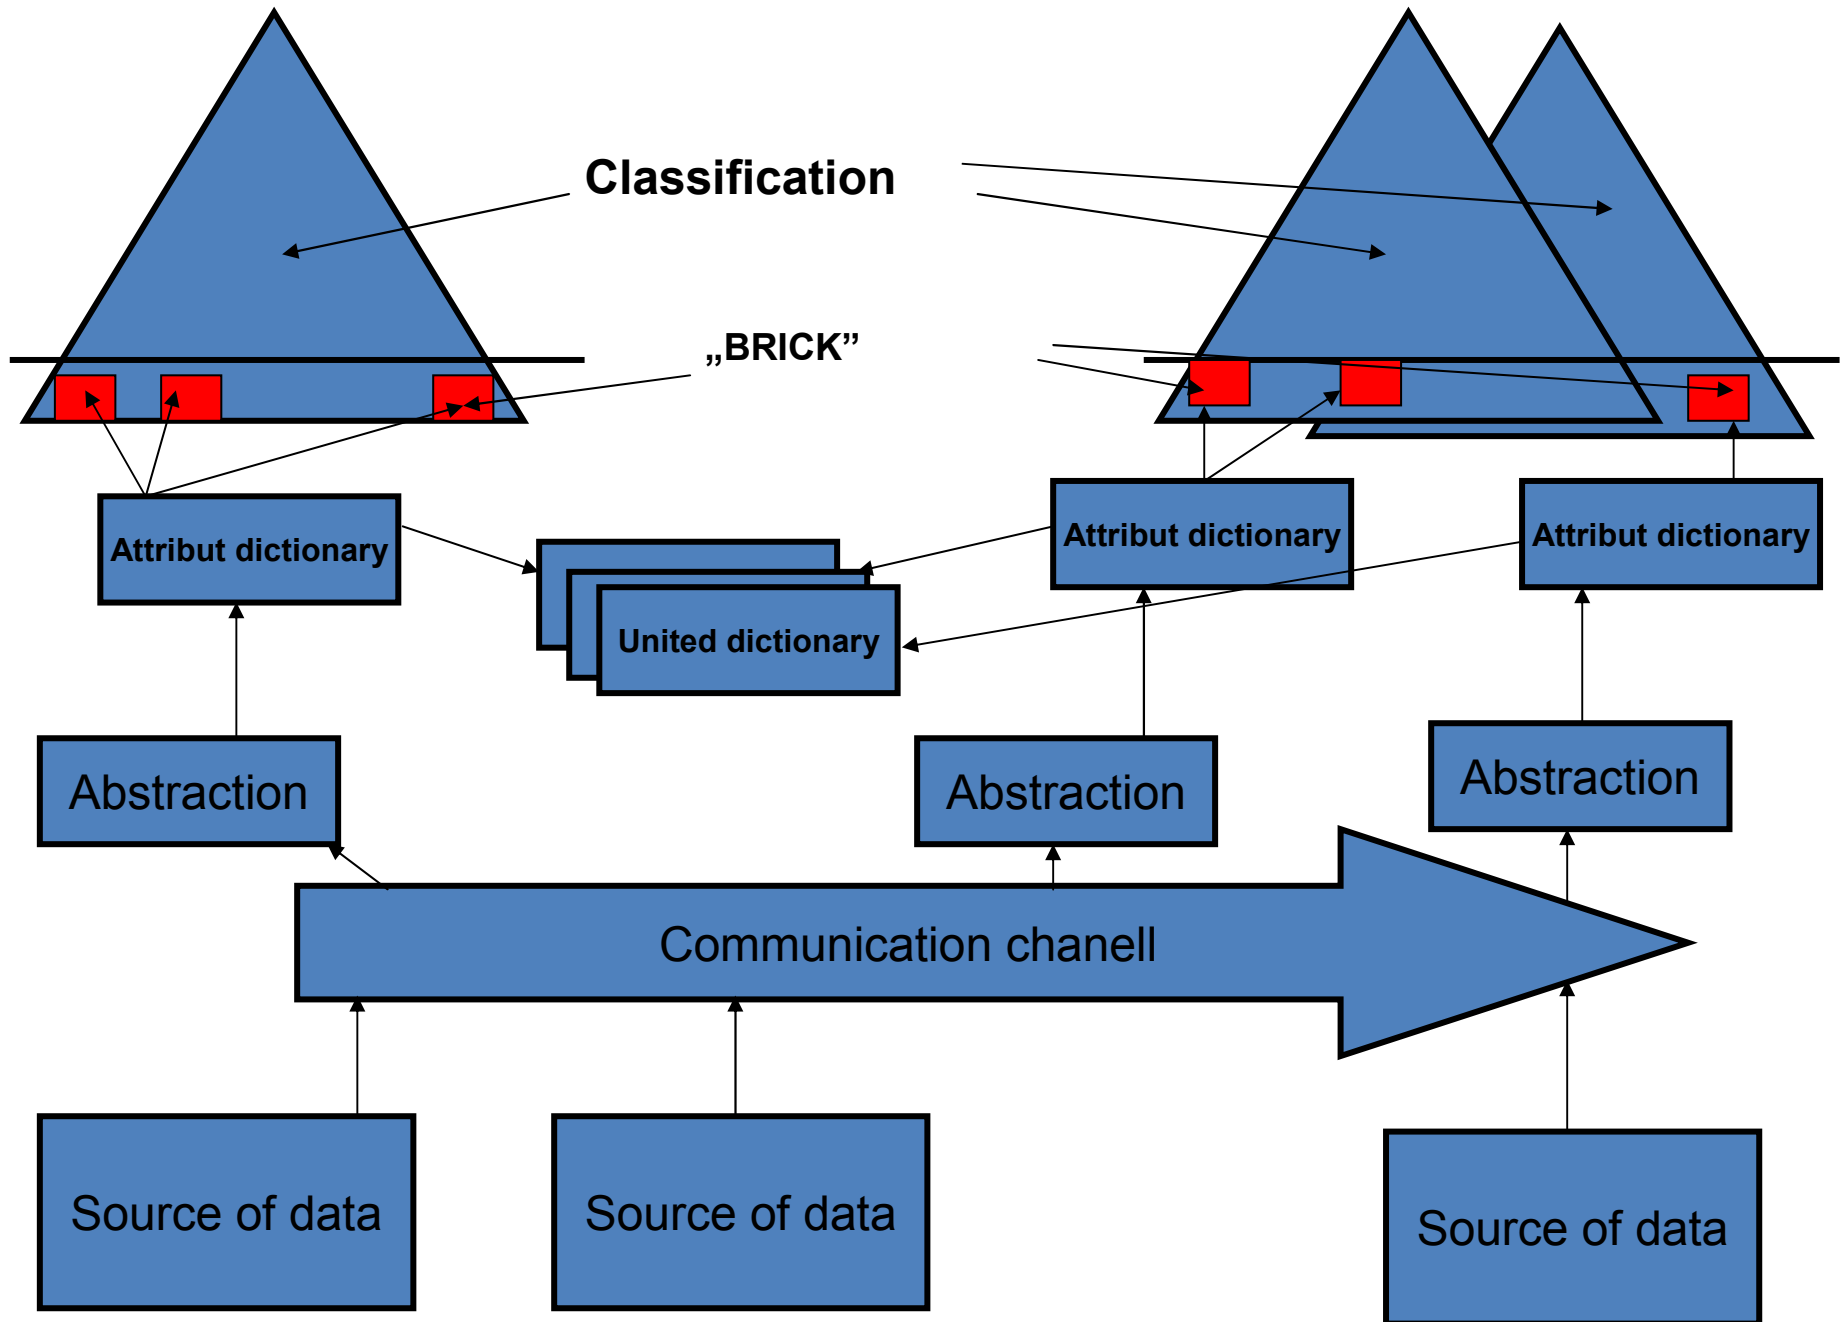 Classification
„BRICK”
Attribut dictionary
Attribut dictionary
Attribut dictionary
United dictionary
Abstraction
Abstraction
Abstraction
Communication chanell
Source of data
Source of data
Source of data